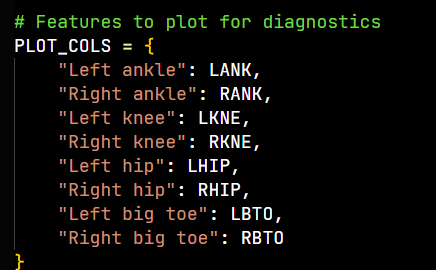 # Features to plot for diagnostics
PLOT_COLS = {
    "Left ankle": LANK,
    "Right ankle": RANK,
    "Left knee": LKNE,
    "Right knee": RKNE,
    "Left hip": LHIP,
    "Right hip": RHIP,
    "Left big toe": LBTO,
    "Right big toe": RBTO
}